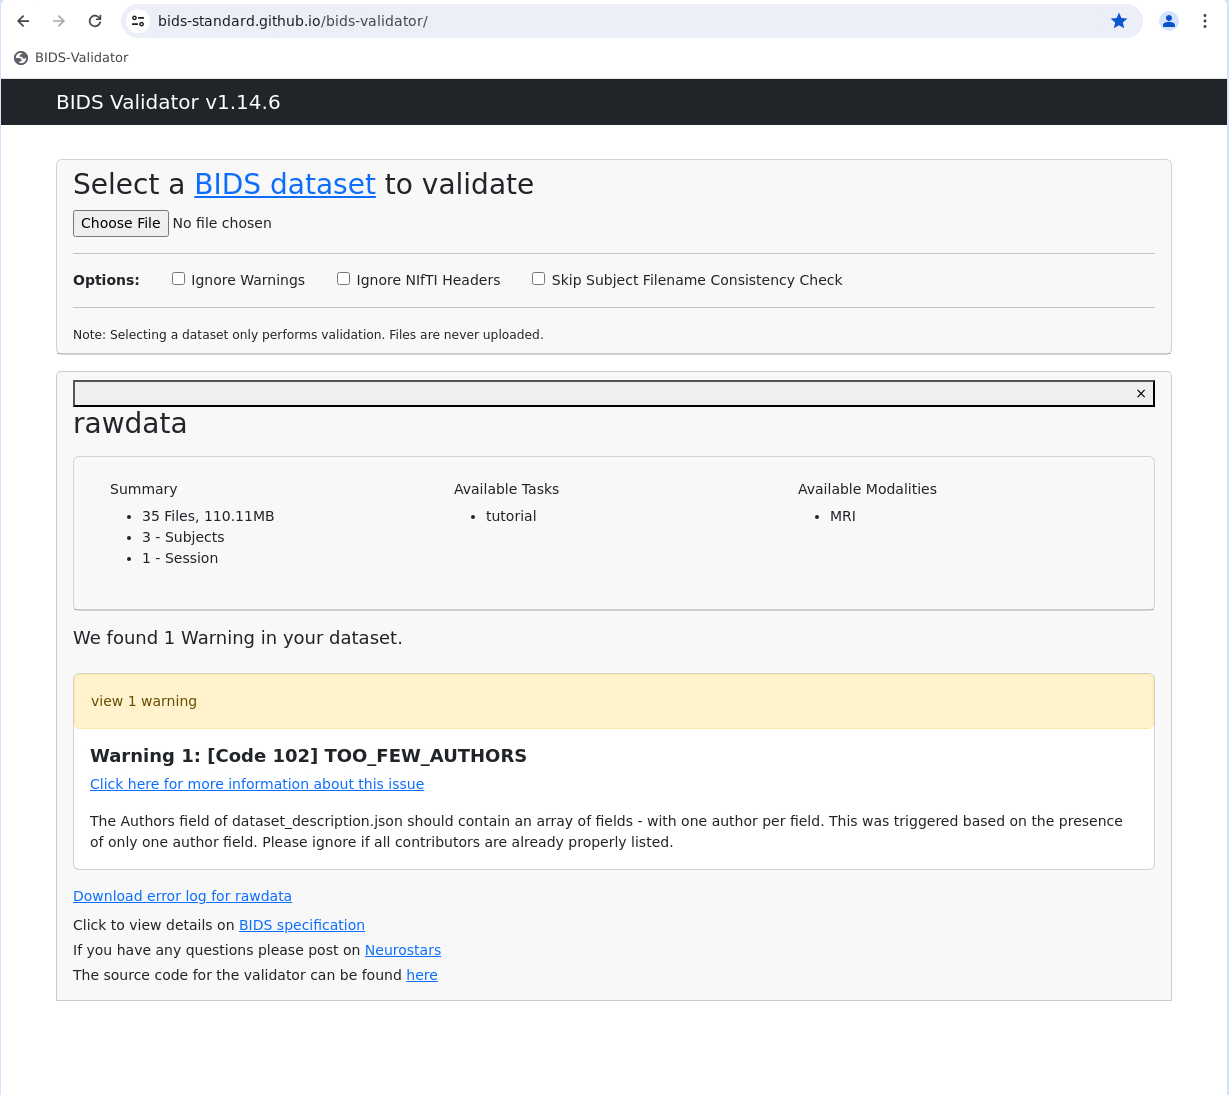 bids-standard.github.io/bids-validator/
BIDS-Validator
BIDS Validator v1.14.6
Select a BIDS dataset to validate
Choose File No file chosen
Options: Ignore Warnings Ignore NIfTI Headers Skip Subject Filename Consistency Check
Note: Selecting a dataset only performs validation. Files are never uploaded.
×
rawdata
Summary
• 35 Files, 110.11MB
• 3 - Subjects
• 1 - Session
Available Tasks
• tutorial
Available Modalities
• MRI
We found 1 Warning in your dataset.
view 1 warning
Warning 1: [Code 102] TOO_FEW_AUTHORS
Click here for more information about this issue
The Authors field of dataset_description.json should contain an array of fields - with one author per field. This was triggered based on the presence
of only one author field. Please ignore if all contributors are already properly listed.
Download error log for rawdata
Click to view details on BIDS specification
If you have any questions please post on Neurostars
The source code for the validator can be found here